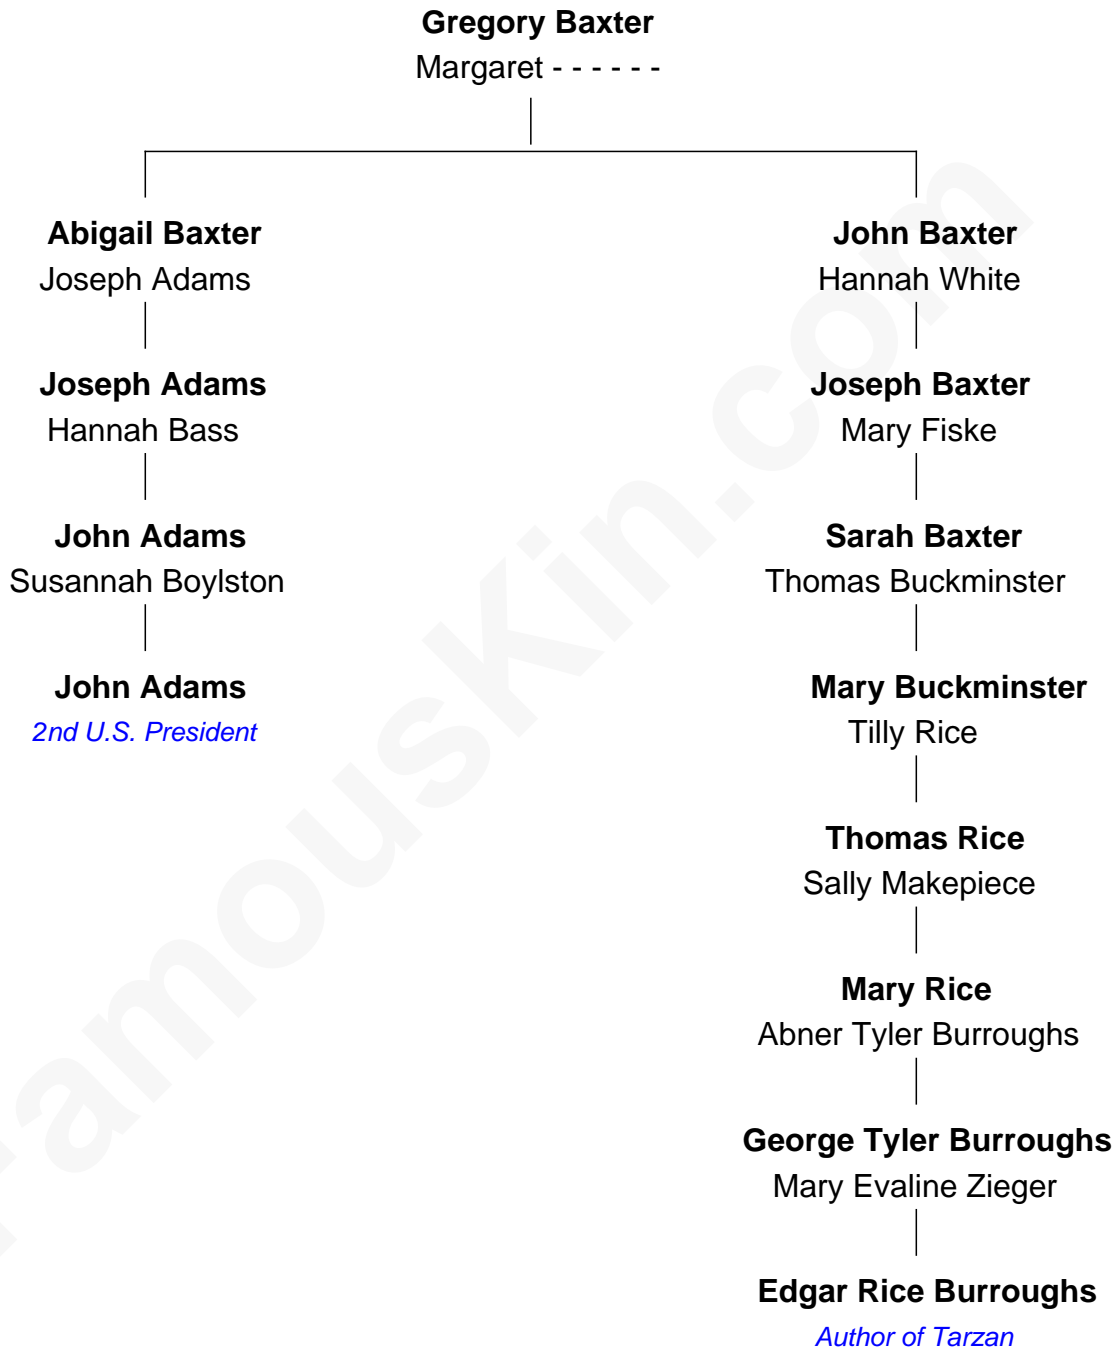 Gregory Baxter
Margaret - - - - - -
Abigail Baxter
Joseph Adams
John Baxter
Hannah White
Joseph Adams
Hannah Bass
Joseph Baxter
Mary Fiske
John Adams
Susannah Boylston
Sarah Baxter
Thomas Buckminster
John Adams
2nd U.S. President
Mary Buckminster
Tilly Rice
Thomas Rice
Sally Makepiece
Mary Rice
Abner Tyler Burroughs
George Tyler Burroughs
Mary Evaline Zieger
Edgar Rice Burroughs
Author of Tarzan
FamousKin.com